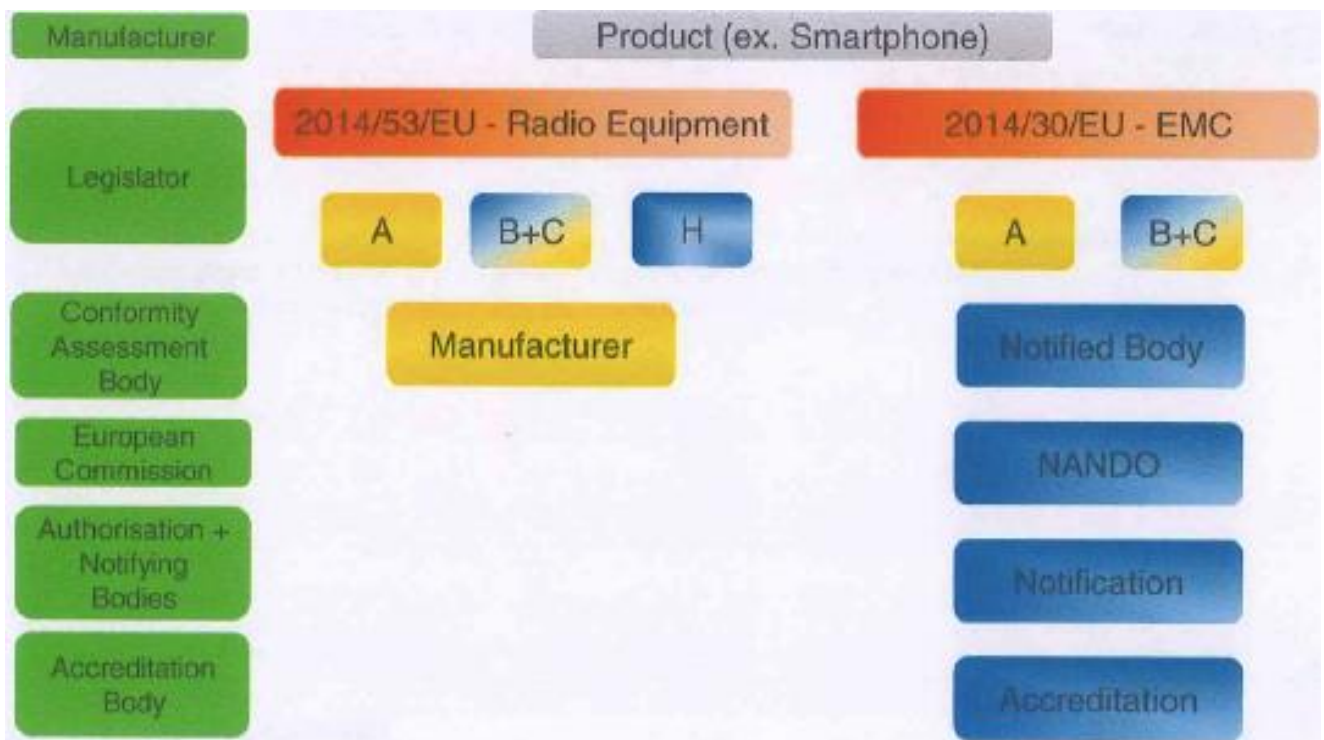 Manufacturer
Product (ex. Smartphone)
2014/53/EU - Radio Equipment
2014/30/EU - EMC
Legislator
A
B+C
H
A
B+C
Conformity
Assessment
Body
Manufacturer
Notified Body
European
Commission
NANDO
Authorisation +
Notifying
Bodies
Notification
Accreditation
Body
Accreditation